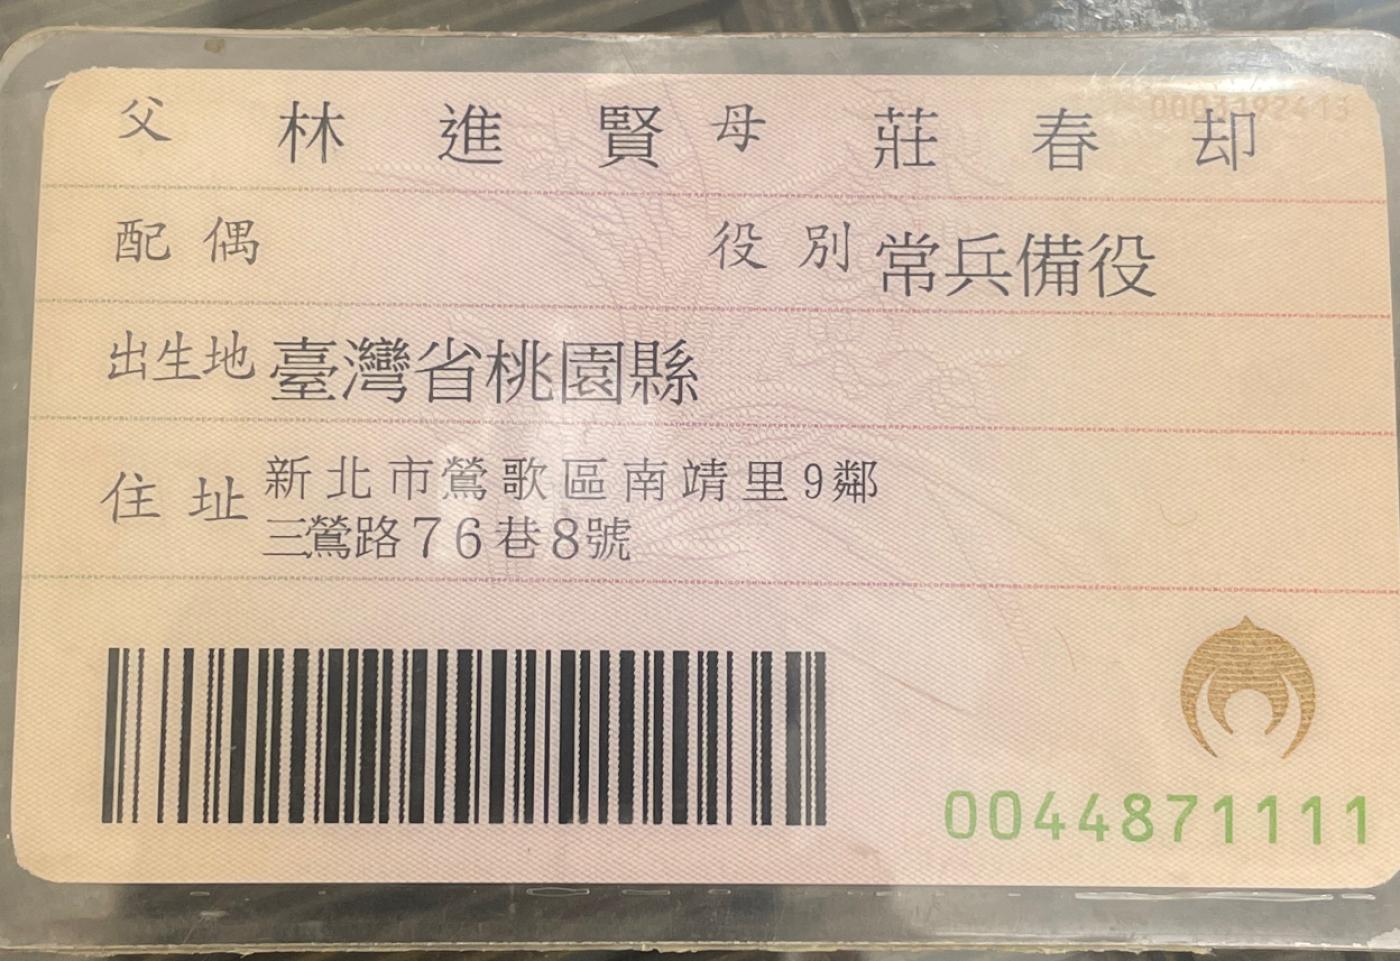 父 林進賢 母 莊春却
配偶 役別 常兵備役
出生地 臺灣省桃園縣
住址 新北市鶯歌區南靖里9鄰
三鶯路76巷8號
0044871111